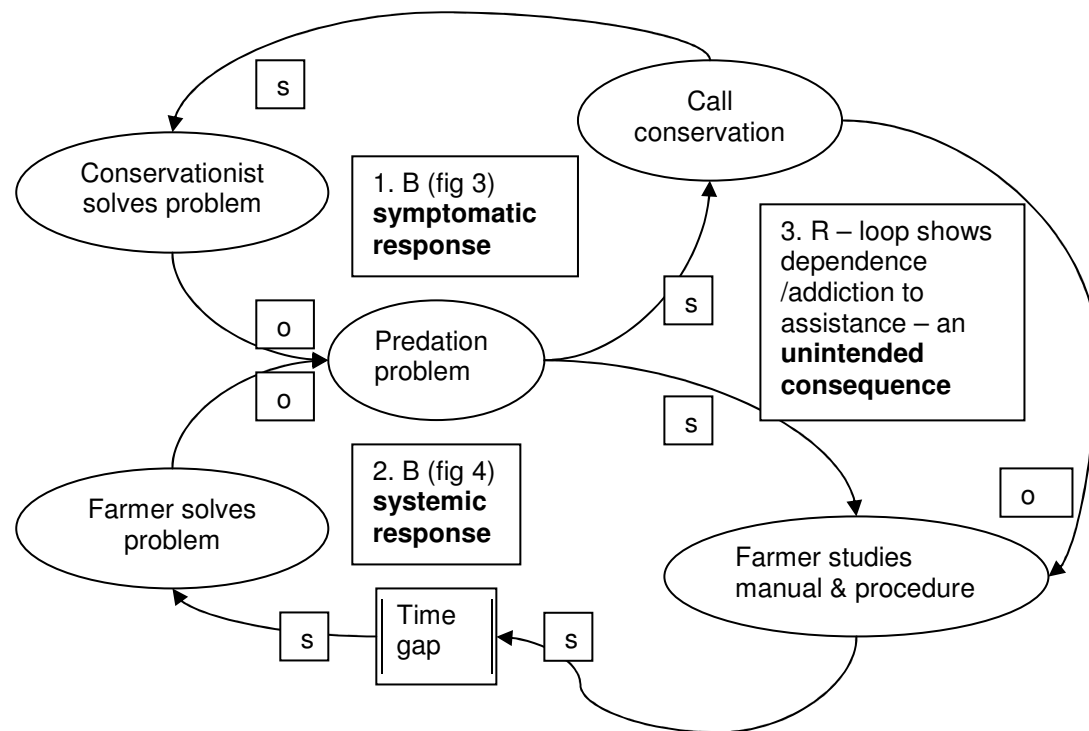 s
Call
conservation
Conservationist
solves problem
1. B (fig 3)
symptomatic
response
3. R – loop shows
dependence
/addiction to
assistance – an
unintended
consequence
s
o
Predation
problem
o
s
2. B (fig 4)
systemic
response
Farmer solves
problem
o
Farmer studies
manual & procedure
Time
gap
s
s